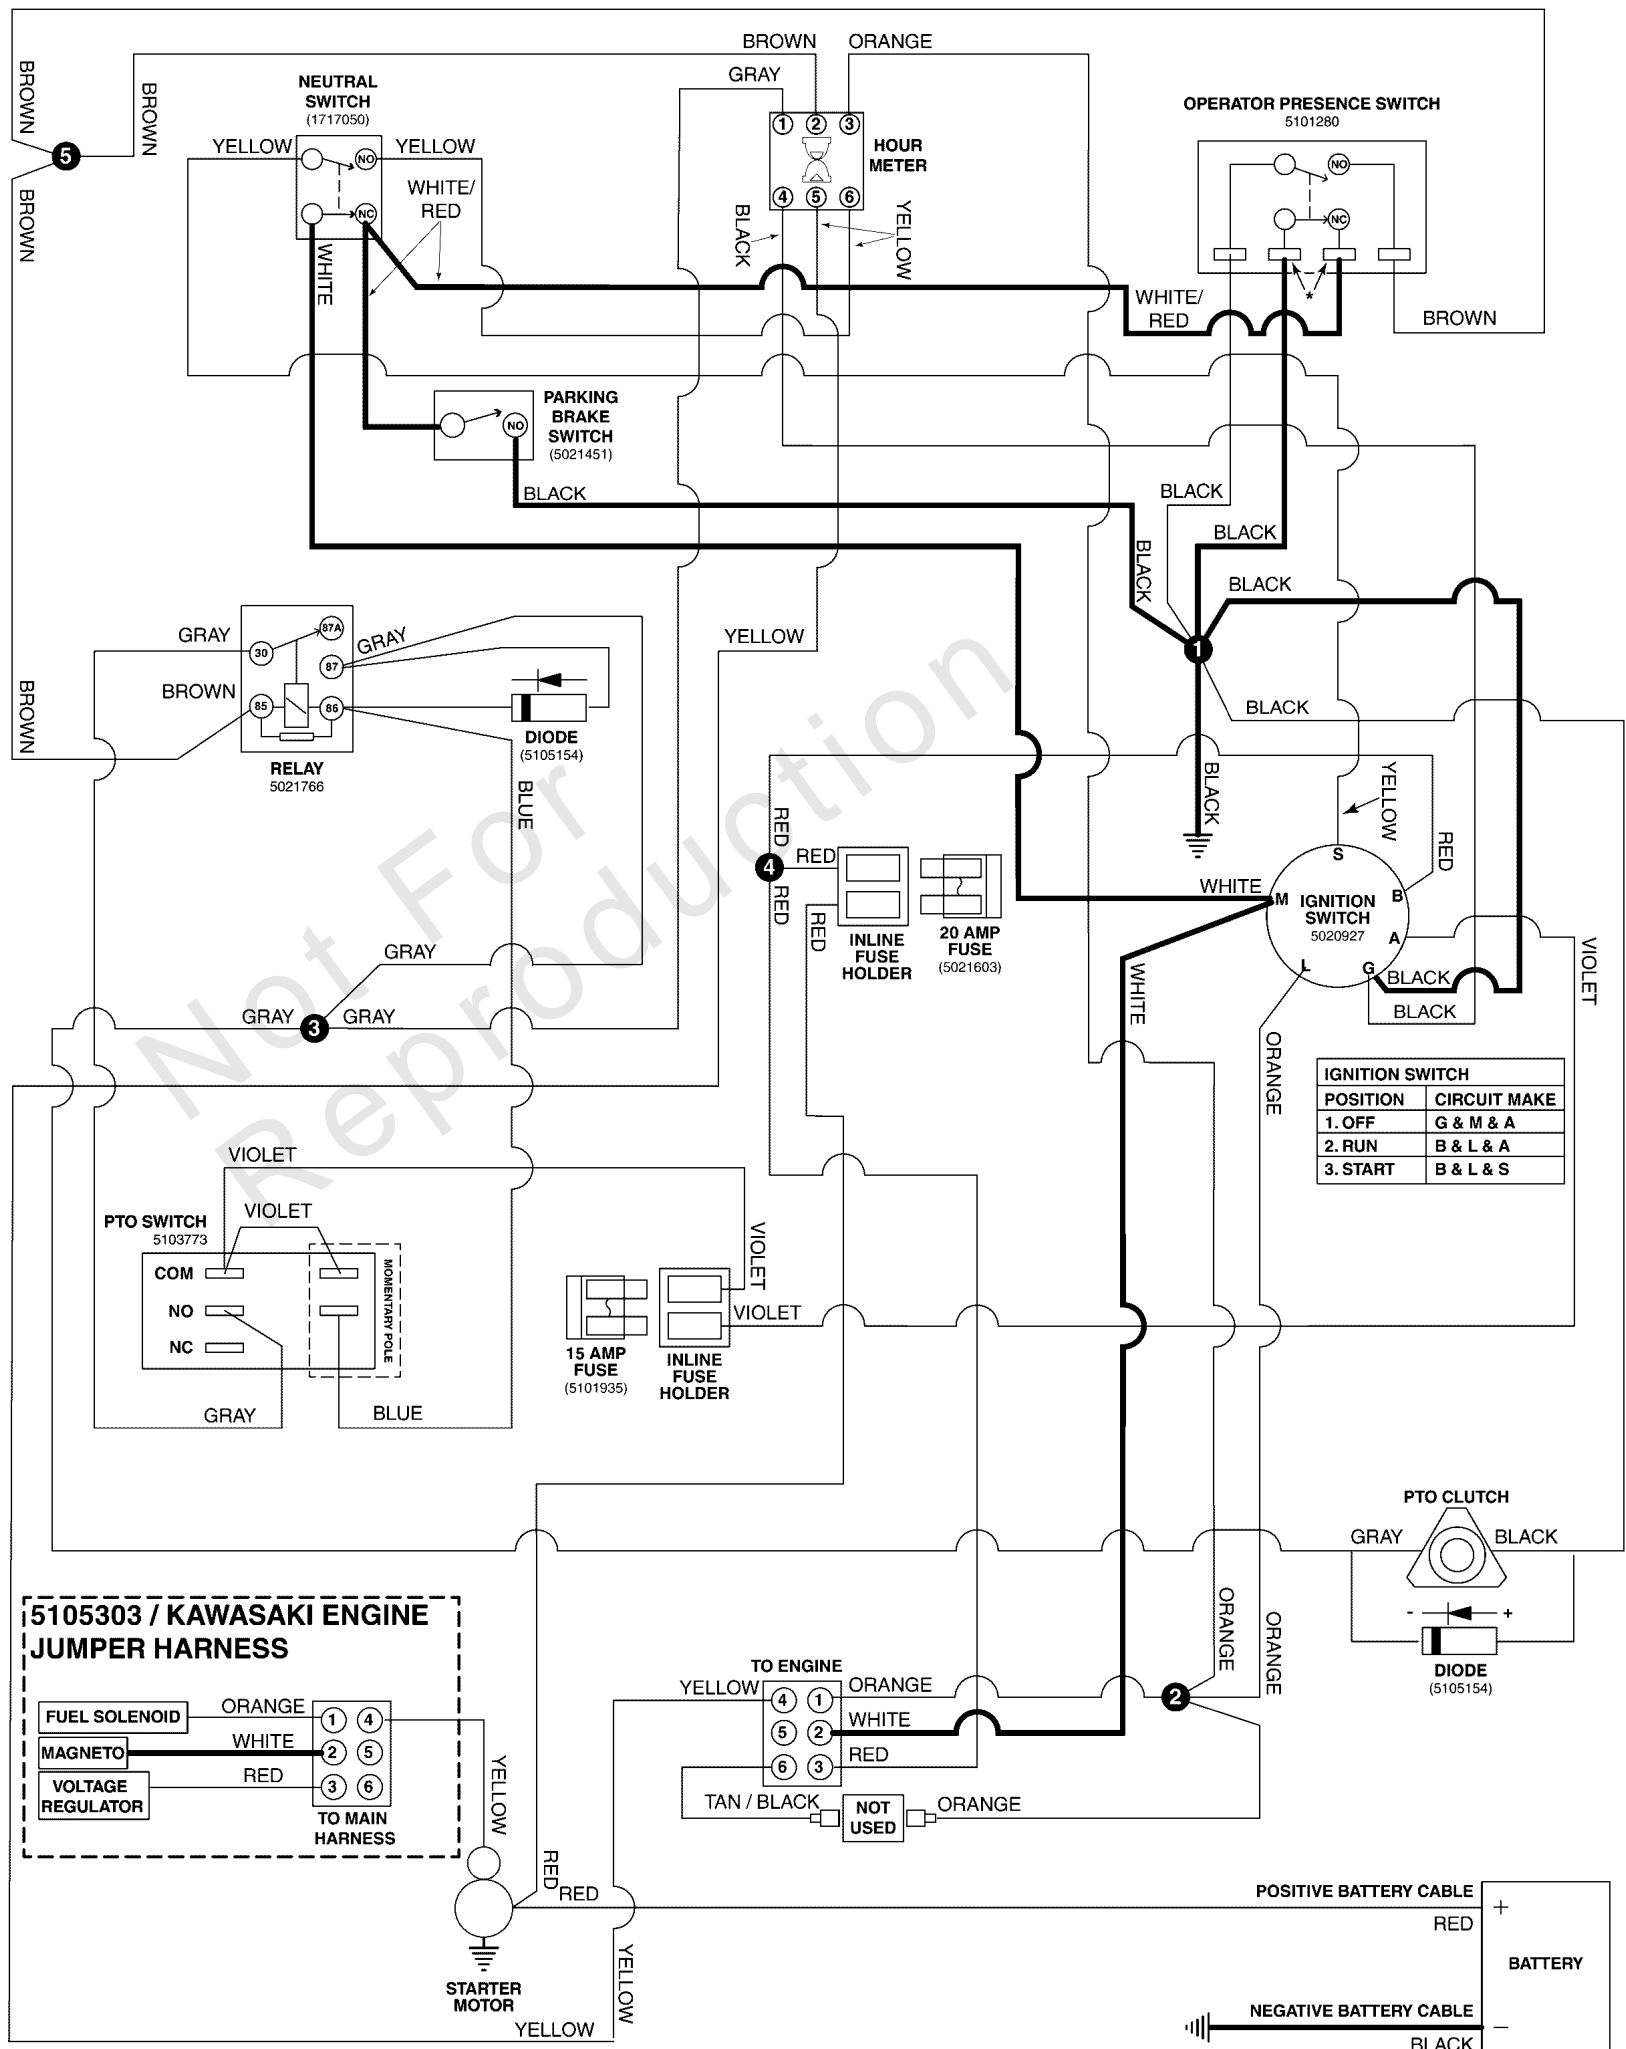 BROWN
ORANGE
GRAY
BROWN
BROWN
NEUTRAL
SWITCH
(1717050)
YELLOW
NO
YELLOW
WHITE/
RED
NC
WHITE
5
BROWN
1 2 3
HOUR
METER
4 5 6
BLACK
YELLOW
OPERATOR PRESENCE SWITCH
5101280
NO
NC
*
WHITE/
RED
BROWN
PARKING
BRAKE
SWITCH
(5021451)
NO
BLACK
BLACK
BLACK
BLACK
BLACK
1
BLACK
BLACK
GRAY
87A
30
GRAY
87
BROWN
85
86
RELAY
5021766
BROWN
DIODE
(5105154)
BLUE
YELLOW
Not For
Reproduction
RED
4
RED
RED
RED
INLINE
FUSE
HOLDER
20 AMP
FUSE
(5021603)
YELLOW
RED
S
WHITE
M
B
IGNITION
SWITCH
5020927
A
L
G
BLACK
BLACK
VIOLET
WHITE
ORANGE
GRAY
GRAY
3
GRAY
IGNITION SWITCH
POSITION CIRCUIT MAKE
1. OFF G & M & A
2. RUN B & L & A
3. START B & L & S
VIOLET
VIOLET
PTO SWITCH
5103773
COM
NO
NC
MOMENTARY POLE
GRAY
BLUE
VIOLET
VIOLET
15 AMP
FUSE
(5101935)
INLINE
FUSE
HOLDER
PTO CLUTCH
GRAY
BLACK
- +
DIODE
(5105154)
ORANGE
ORANGE
5105303 / KAWASAKI ENGINE
JUMPER HARNESS
FUEL SOLENOID
ORANGE
1 4
MAGNETO
WHITE
2 5
VOLTAGE
REGULATOR
RED
3 6
TO MAIN
HARNESS
YELLOW
TO ENGINE
YELLOW
4 1
ORANGE
2
5 2
WHITE
6 3
RED
TAN / BLACK
NOT
USED
ORANGE
RED
RED
STARTER
MOTOR
YELLOW
YELLOW
POSITIVE BATTERY CABLE
+
RED
BATTERY
NEGATIVE BATTERY CABLE
–
BLACK